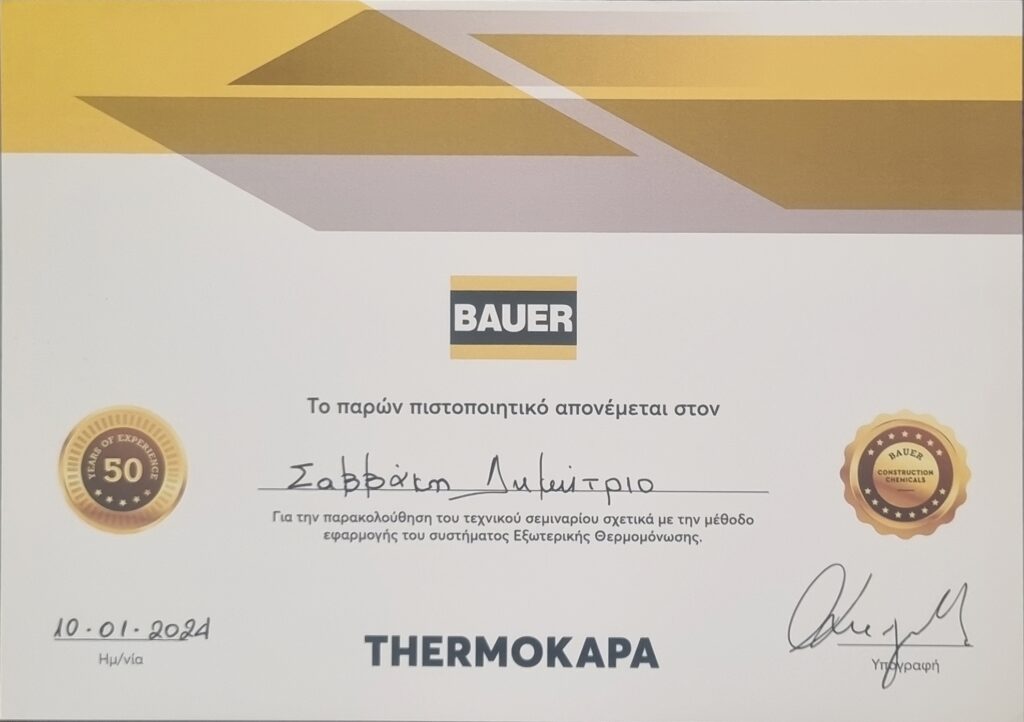 BAUER
Το παρών πιστοποιητικό απονέμεται στον
YEARS OF EXPERIENCE
50
BAUER
CONSTRUCTION
CHEMICALS
Σαββάκη Δημήτριο
Για την παρακολούθηση του τεχνικού σεμιναρίου σχετικά με την μέθοδο
εφαρμογής του συστήματος Εξωτερικής Θερμομόνωσης.
10-01-2024
Ημ/νία
THERMOKAPA
Υπογραφή